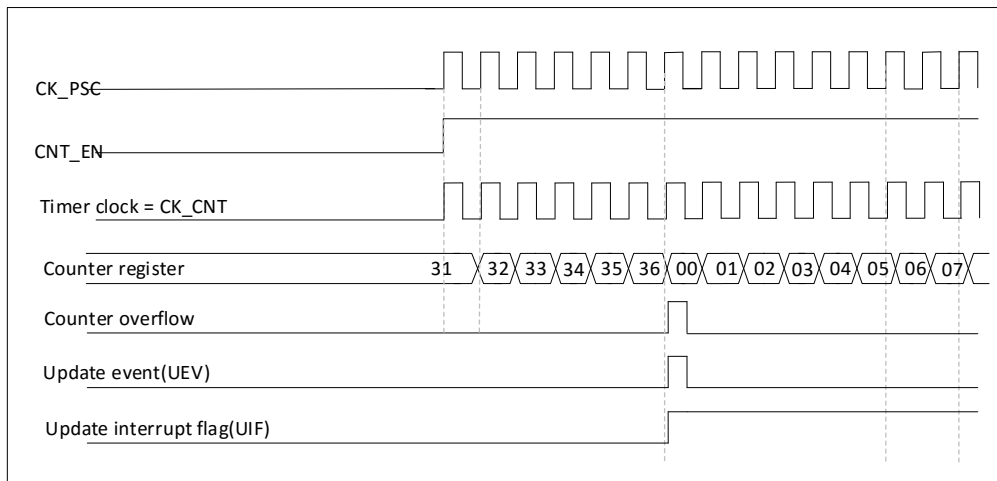 CK_PSC
CNT_EN
Timer clock = CK_CNT
Counter register 31 32 33 34 35 36 00 01 02 03 04 05 06 07
Counter overflow
Update event(UEV)
Update interrupt flag(UIF)